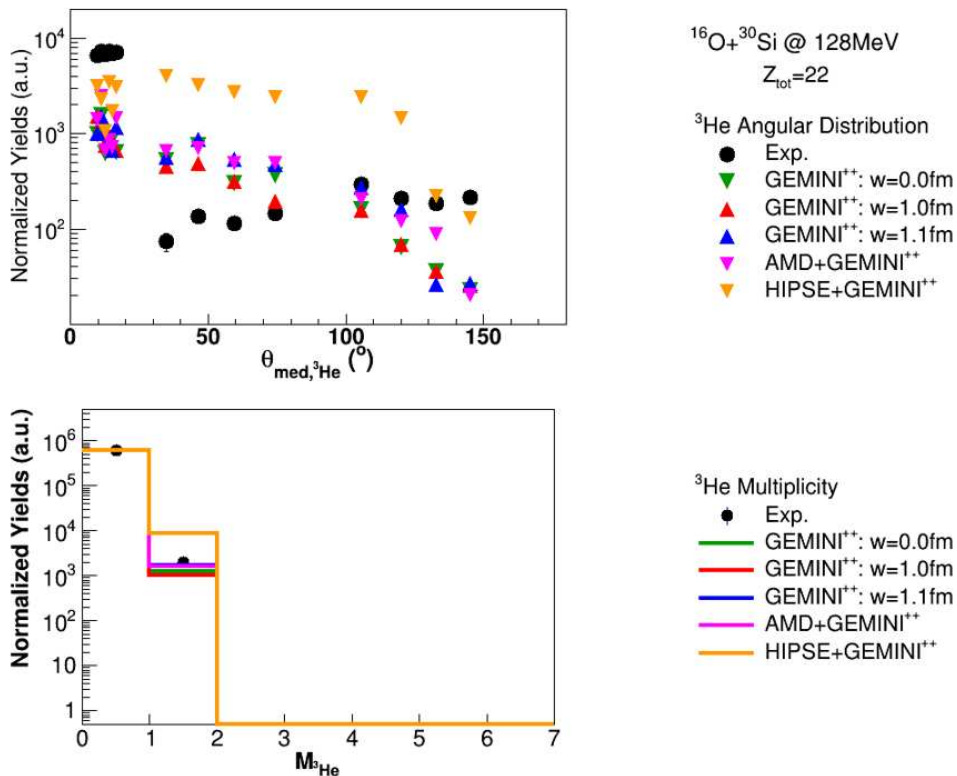 Normalized Yields (a.u.)
10⁴
10³
10²
0
50
100
150
θmed,³He (°)
¹⁶O+³⁰Si @ 128MeV
Ztot=22
³He Angular Distribution
Exp.
GEMINI⁺⁺: w=0.0fm
GEMINI⁺⁺: w=1.0fm
GEMINI⁺⁺: w=1.1fm
AMD+GEMINI⁺⁺
HIPSE+GEMINI⁺⁺
Normalized Yields (a.u.)
10⁶
10⁵
10⁴
10³
10²
10
1
0
1
2
3
4
5
6
7
M³He
³He Multiplicity
Exp.
GEMINI⁺⁺: w=0.0fm
GEMINI⁺⁺: w=1.0fm
GEMINI⁺⁺: w=1.1fm
AMD+GEMINI⁺⁺
HIPSE+GEMINI⁺⁺